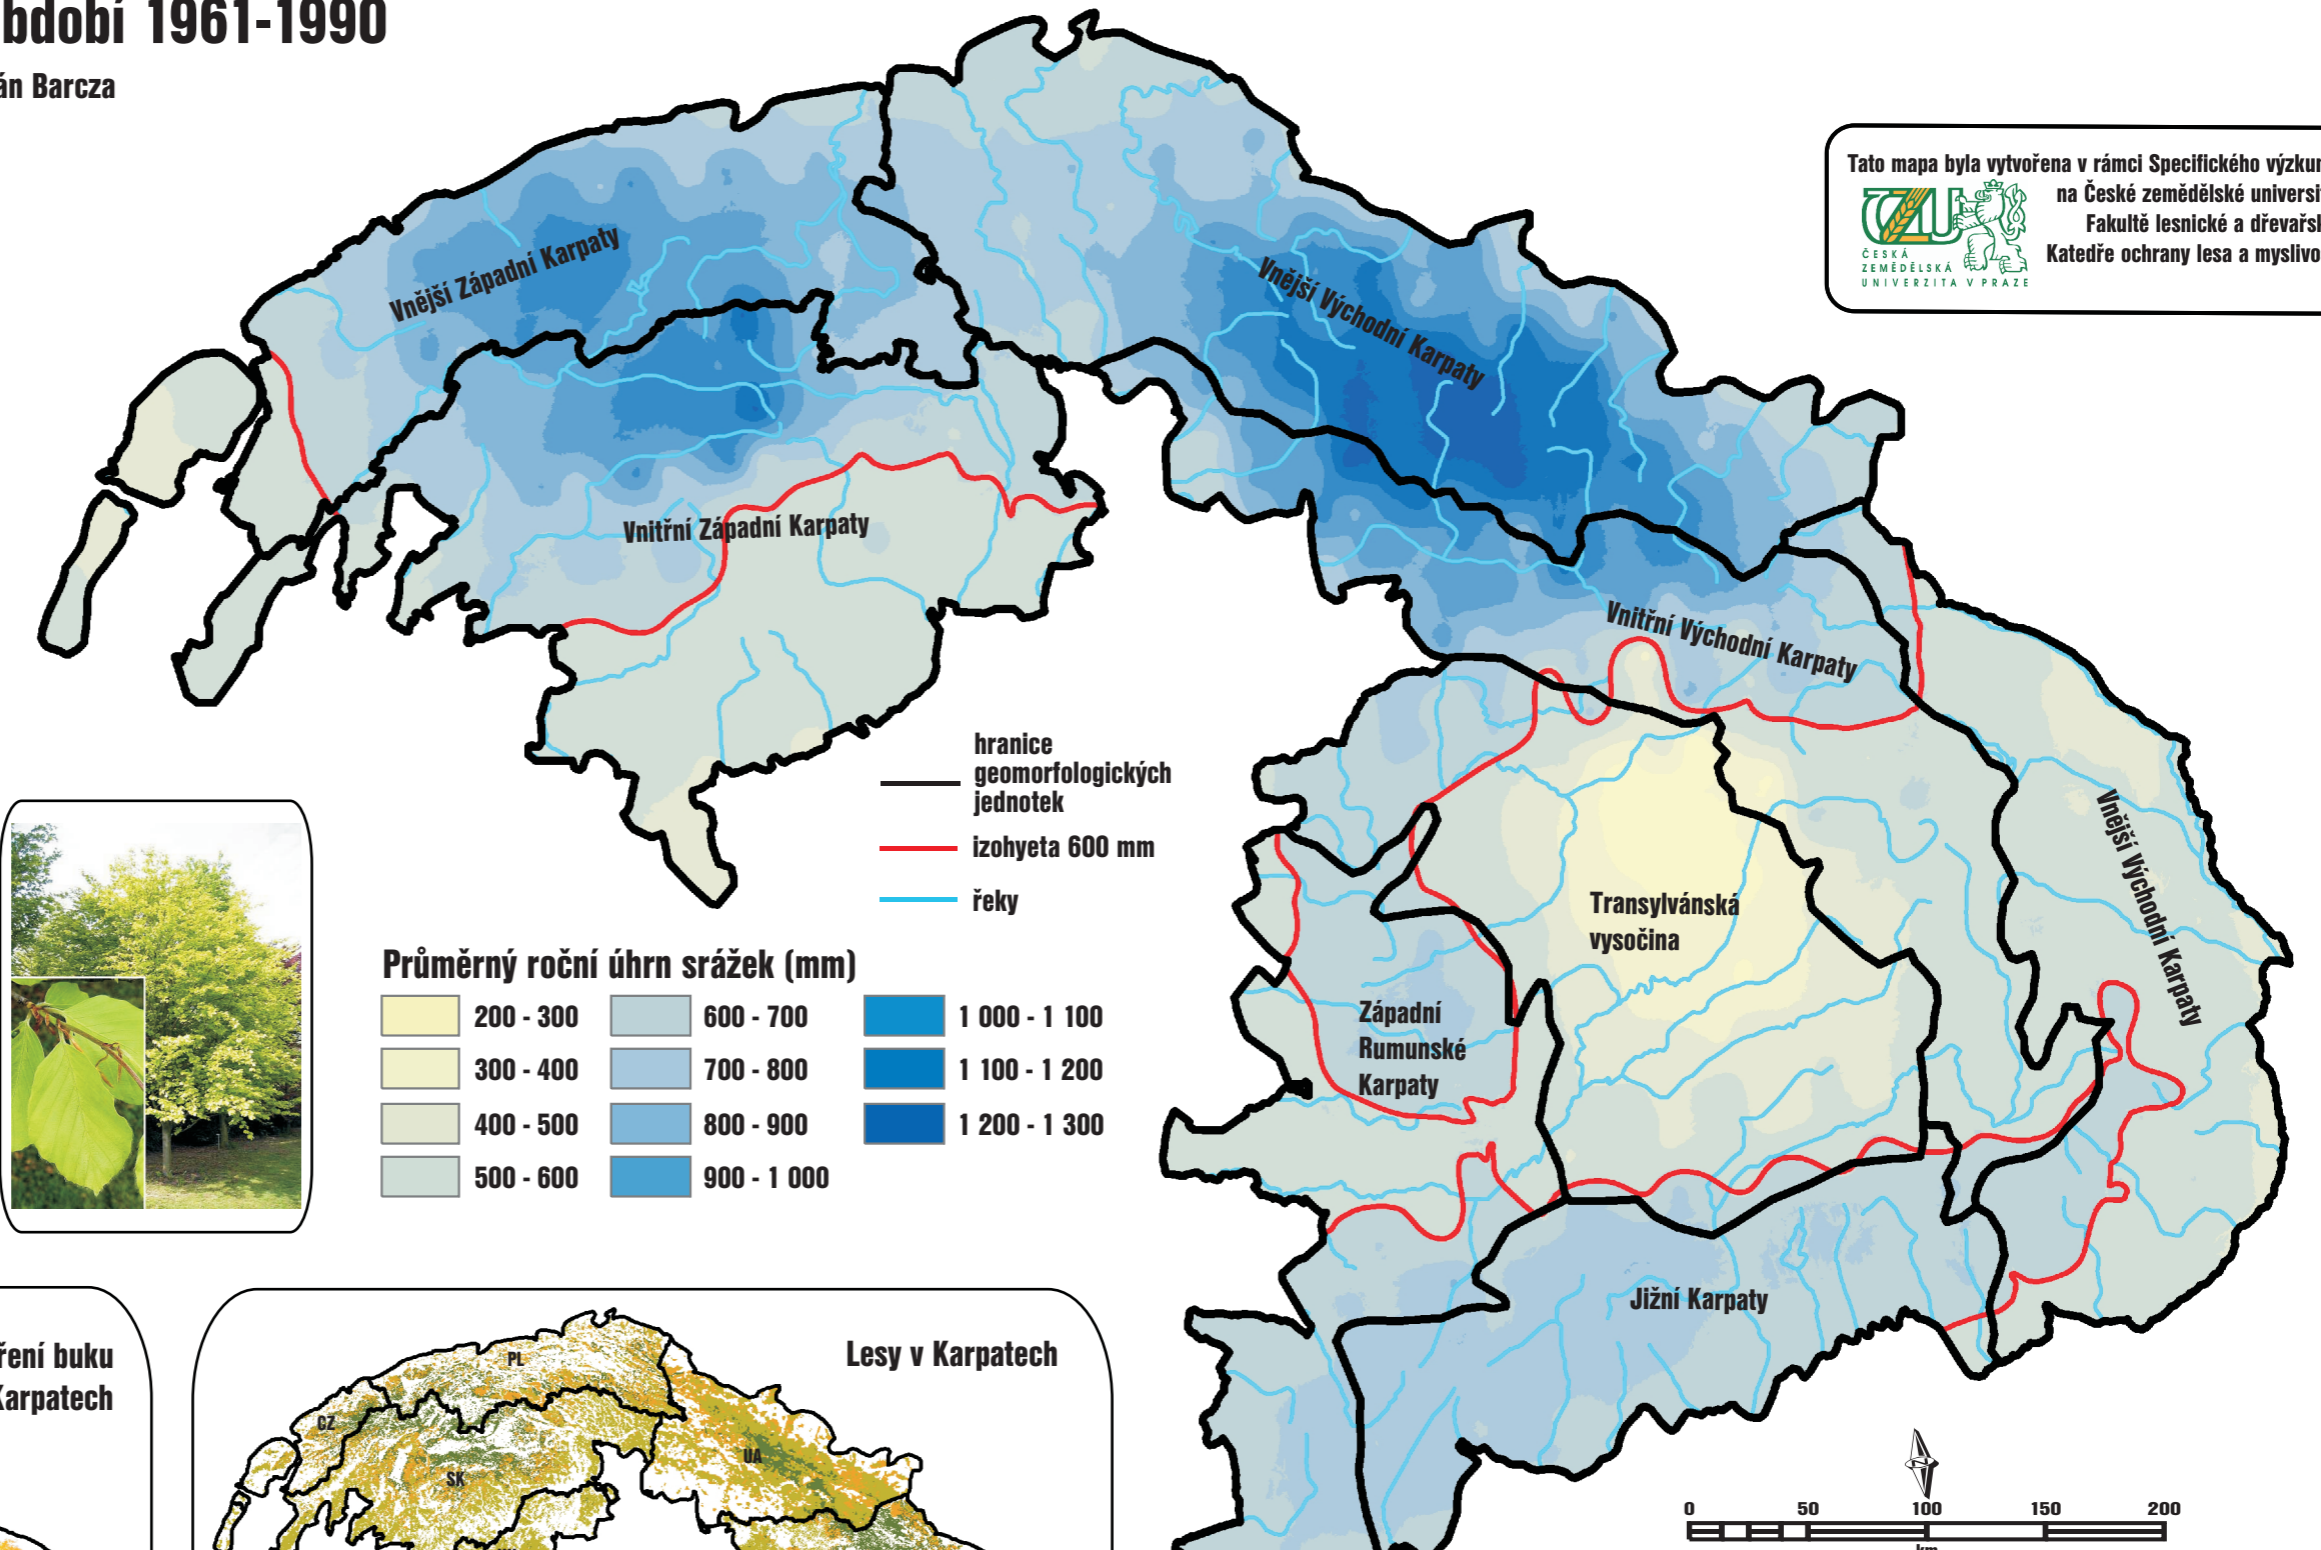 bdobí 1961-1990
án Barcza
Tato mapa byla vytvořena v rámci Specifického
na České zemědělské
Fakultě lesnické a
Katedře ochrany lesa a
ČESKÁ
ZEMĚDĚLSKÁ
UNIVERZITA V PRAZE
Vnější Západní Karpaty
Vnější Východní Karpaty
Vnitřní Západní Karpaty
Vnitřní Východní Karpaty
Vnější Východní Karpaty
Transylvánská
vysočina
Západní
Rumunské
Karpaty
Jižní Karpaty
hranice
geomorfologických
jednotek
izohyeta 600 mm
řeky
Průměrný roční úhrn srážek (mm)
200 - 300
300 - 400
400 - 500
500 - 600
600 - 700
700 - 800
800 - 900
900 - 1 000
1 000 - 1 100
1 100 - 1 200
1 200 - 1 300
ření buku
Karpatech
Lesy v Karpatech
PL
CZ
SK
UA
N
0 50 100 150 200
km